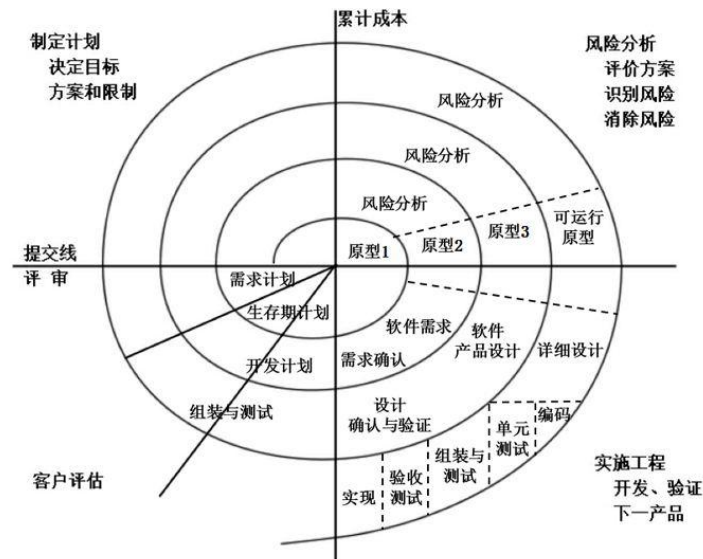 累计成本
制定计划
决定目标
方案和限制
风险分析
评价方案
识别风险
消除风险
风险分析
风险分析
风险分析
可运行
原型
原型3
原型2
原型1
提交线
评 审
需求计划
生存期计划
开发计划
组装与测试
软件需求
需求确认
软件
产品设计
详细设计
设计
确认与验证
编码
单元
测试
组装与
测试
验收
测试
实现
客户评估
实施工程
开发、验证
下一产品